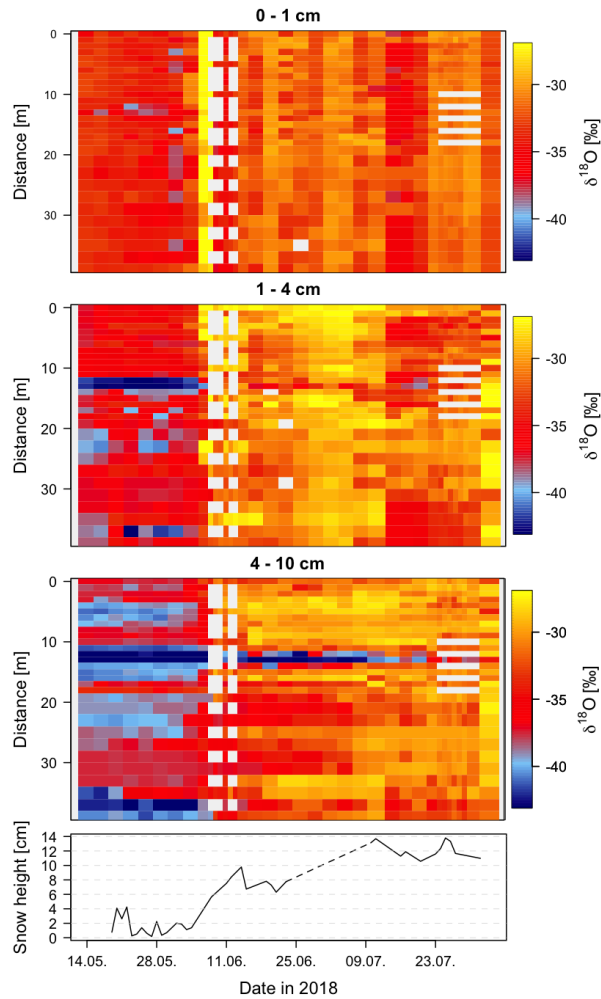 0 - 1 cm
0
10
20
30
Distance [m]
-30
-35
-40
δ18O [‰]
1 - 4 cm
0
10
20
30
Distance [m]
-30
-35
-40
δ18O [‰]
4 - 10 cm
0
10
20
30
Distance [m]
-30
-35
-40
δ18O [‰]
14
12
10
8
6
4
2
0
Snow height [cm]
14.05. 28.05. 11.06. 25.06. 09.07. 23.07.
Date in 2018